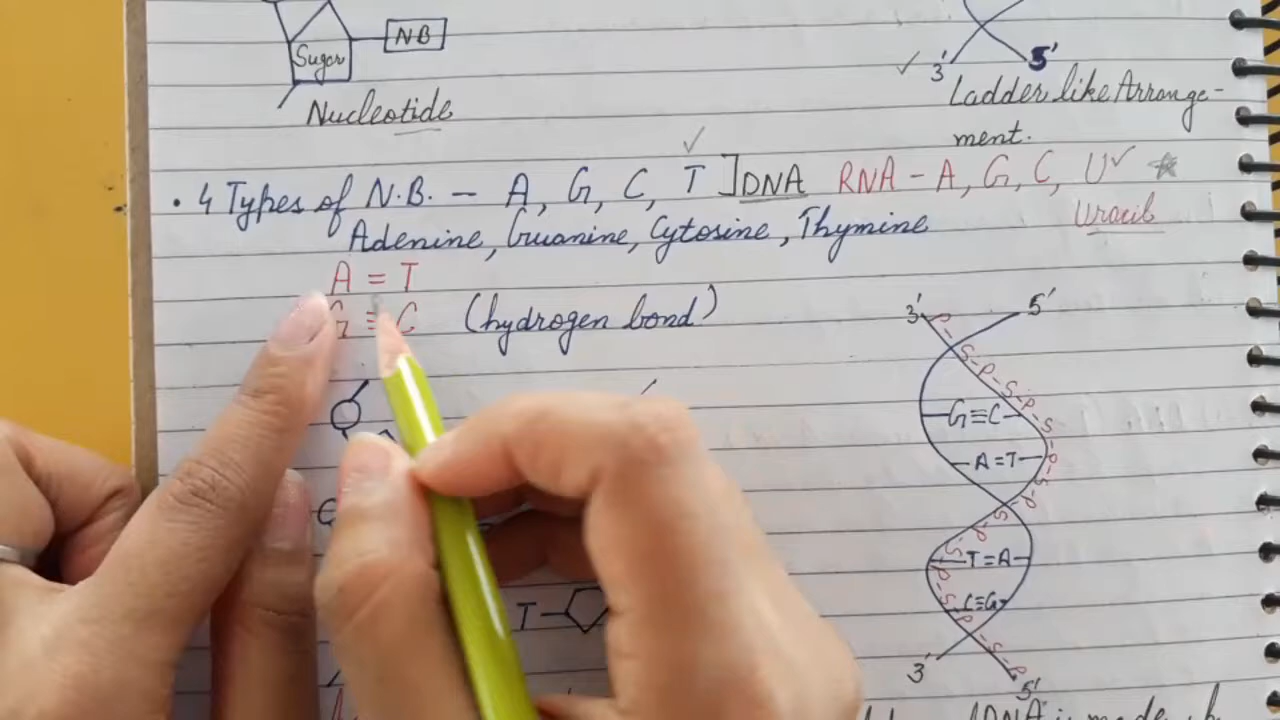 Sugar
N B
Nucleotide
3' 5'
Ladder like Arrange-
ment.
• 4 Types of N.B. - A, G, C, T ] DNA RNA - A, G, C, U
Adenine, Guanine, Cytosine, Thymine
Uracil
A = T
G ≡ C (hydrogen bond)
3' 5'
P
S-P-S-P-S
G≡C
A=T
P-S-P
S-P-S-P-S
T=A
C≡G
P-S-P
T
3'
5'
DNA is made